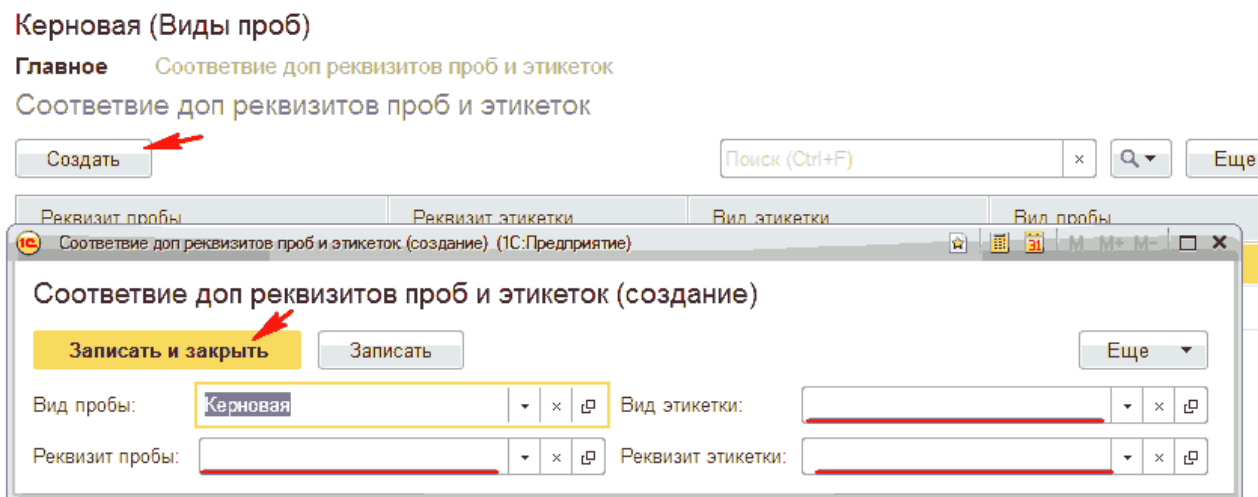 Керновая (Виды проб)
Главное Соответвие доп реквизитов проб и этикеток
Соответвие доп реквизитов проб и этикеток
Создать Поиск (Ctrl+F) × Еще
Реквизит пробы Реквизит этикетки Вид этикетки Вид пробы
1С Соответвие доп реквизитов проб и этикеток (создание) (1С:Предприятие) 31 M M+ M-
Соответвие доп реквизитов проб и этикеток (создание)
Записать и закрыть Записать Еще
Вид пробы: Керновая Вид этикетки:
Реквизит пробы: Реквизит этикетки: